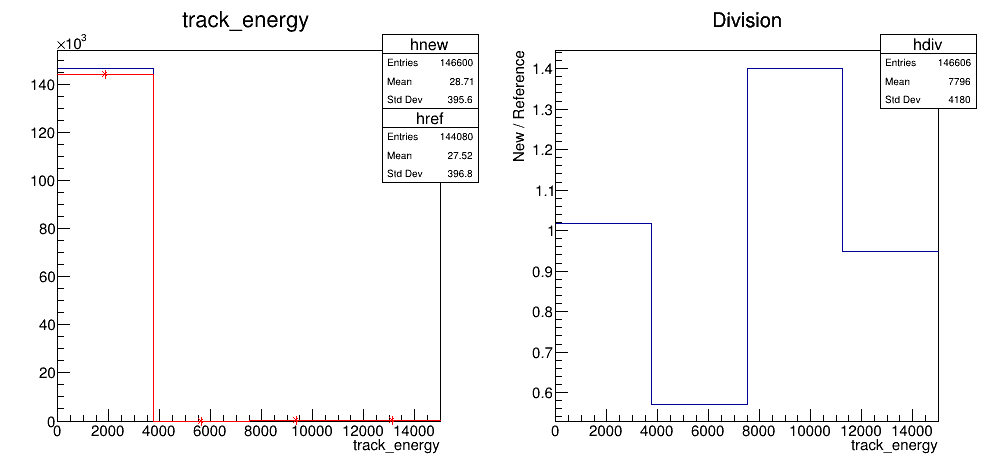 track_energy
×10³
140
120
100
80
60
40
20
0
0 2000 4000 6000 8000 10000 12000 14000
track_energy
hnew
Entries 146600
Mean 28.71
Std Dev 395.6
href
Entries 144080
Mean 27.52
Std Dev 396.8
Division
New / Reference
1.4
1.3
1.2
1.1
1
0.9
0.8
0.7
0.6
0 2000 4000 6000 8000 10000 12000 14000
track_energy
hdiv
Entries 146606
Mean 7796
Std Dev 4180